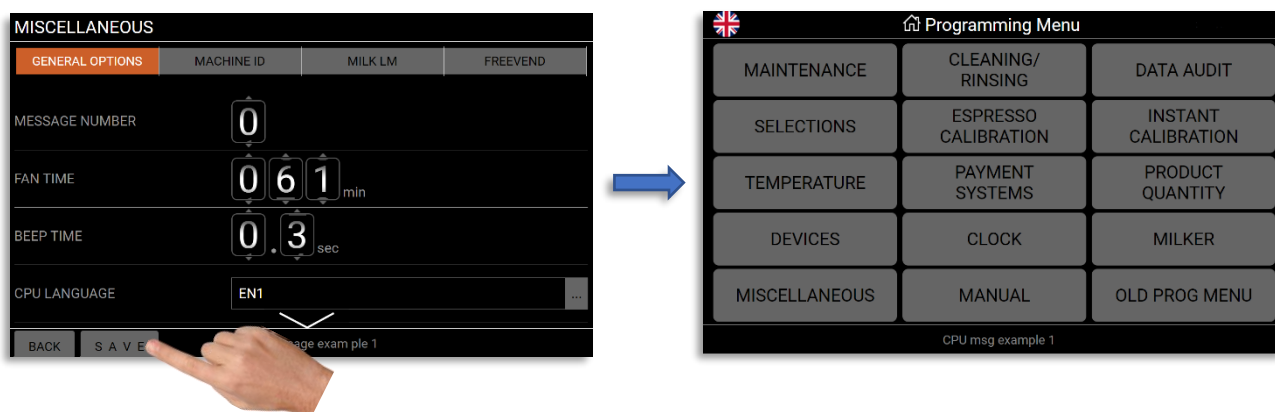 MISCELLANEOUS
GENERAL OPTIONS MACHINE ID MILK LM FREEVEND
MESSAGE NUMBER 0
FAN TIME 0 6 1 min
BEEP TIME 0 . 3 sec
CPU LANGUAGE EN1 ...
BACK S A V E exam ple 1
Programming Menu
MAINTENANCE
CLEANING/
RINSING
DATA AUDIT
SELECTIONS
ESPRESSO
CALIBRATION
INSTANT
CALIBRATION
TEMPERATURE
PAYMENT
SYSTEMS
PRODUCT
QUANTITY
DEVICES
CLOCK
MILKER
MISCELLANEOUS
MANUAL
OLD PROG MENU
CPU msg example 1